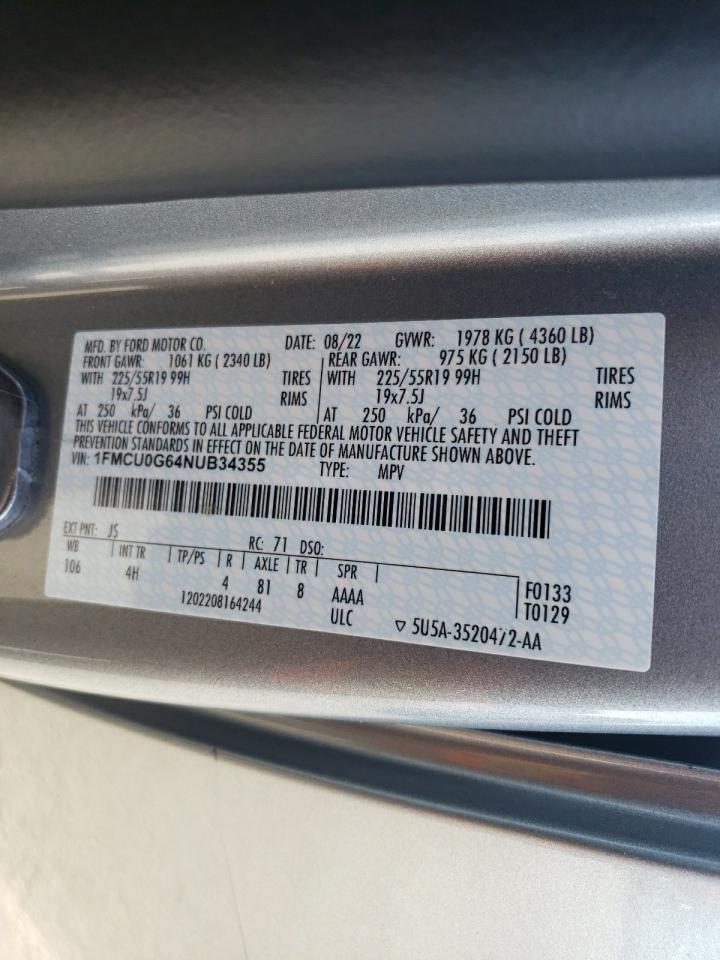 MFD. BY FORD MOTOR CO. DATE: 08/22 GVWR: 1978 KG ( 4360 LB)
FRONT GAWR: 1061 KG ( 2340 LB) REAR GAWR: 975 KG ( 2150 LB)
WITH 225/55R19 99H TIRES WITH 225/55R19 99H TIRES
19x7.5J RIMS 19x7.5J RIMS
AT 250 kPa/ 36 PSI COLD AT 250 kPa/ 36 PSI COLD
THIS VEHICLE CONFORMS TO ALL APPLICABLE FEDERAL MOTOR VEHICLE SAFETY AND THEFT
PREVENTION STANDARDS IN EFFECT ON THE DATE OF MANUFACTURE SHOWN ABOVE.
VIN: 1FMCU0G64NUB34355 TYPE: MPV
EXT PNT: JS RC: 71 DSO:
WB INT TR TP/PS R AXLE TR SPR
106 4H 4 81 8 AAAA F0133
1202208164244 ULC T0129
▽ 5U5A-3520472-AA